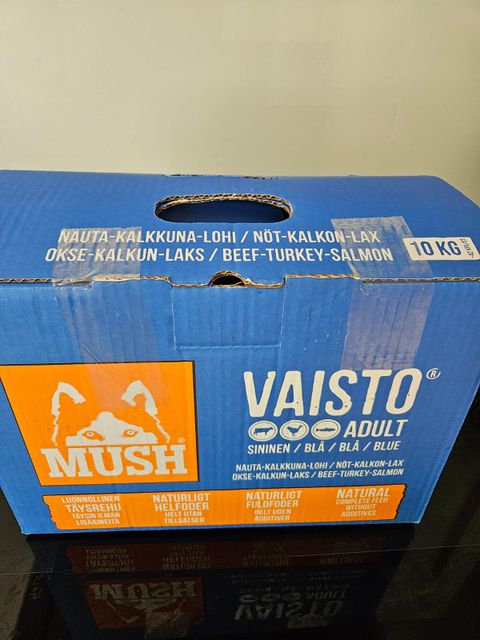 NAUTA-KALKKUNA-LOHI / NÖT-KALKON-LAX
OKSE-KALKUN-LAKS / BEEF-TURKEY-SALMON
10 KG
VAISTO®
ADULT
SININEN / BLÅ / BLÅ / BLUE
NAUTA-KALKKUNA-LOHI / NÖT-KALKON-LAX
OKSE-KALKUN-LAKS / BEEF-TURKEY-SALMON
MUSH®
LUONNOLLINEN
TÄYSREHU
TÄYSIN ILMAN
LISÄAINEITA
NATURLIGT
HELFODER
HELT UTAN
TILLSATSER
NATURLIGT
FULDFODER
HELT UDEN
ADDITIVER
NATURAL
COMPLETE FEED
WITHOUT
ADDITIVES